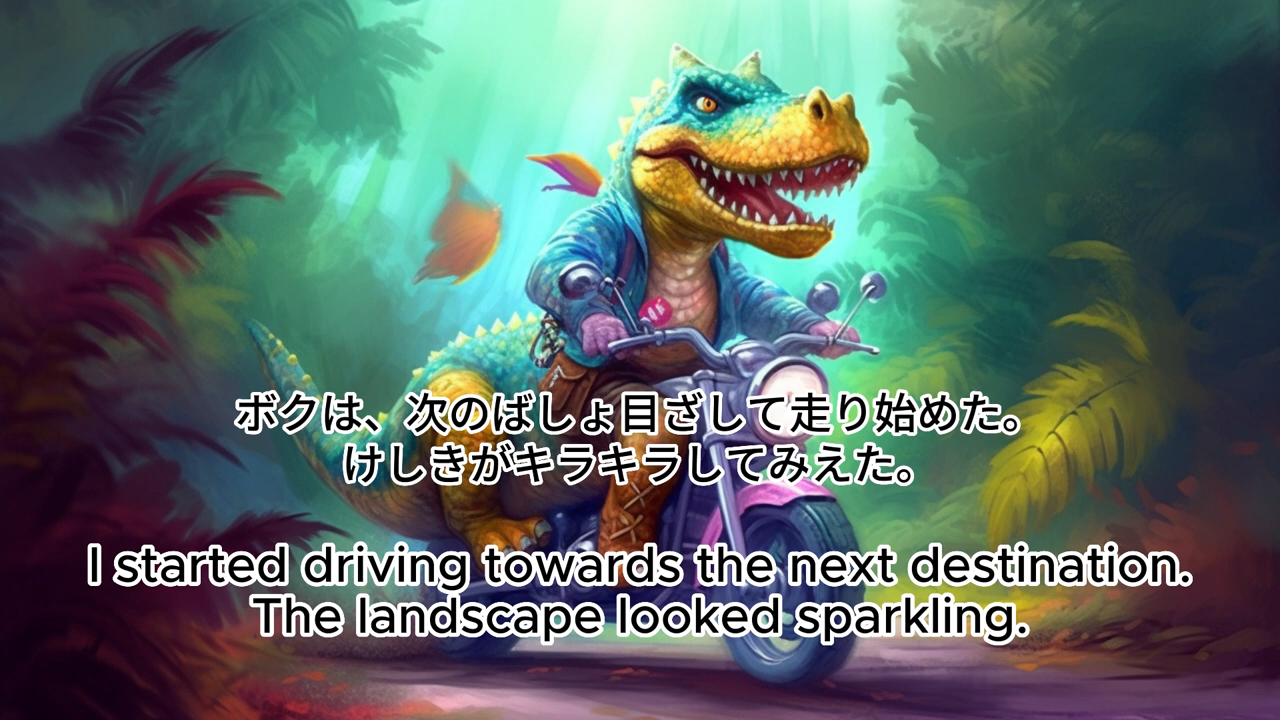 ボクは、次のばしょ目ざして走り始めた。
けしきがキラキラしてみえた。
I started driving towards the next destination.
The landscape looked sparkling.